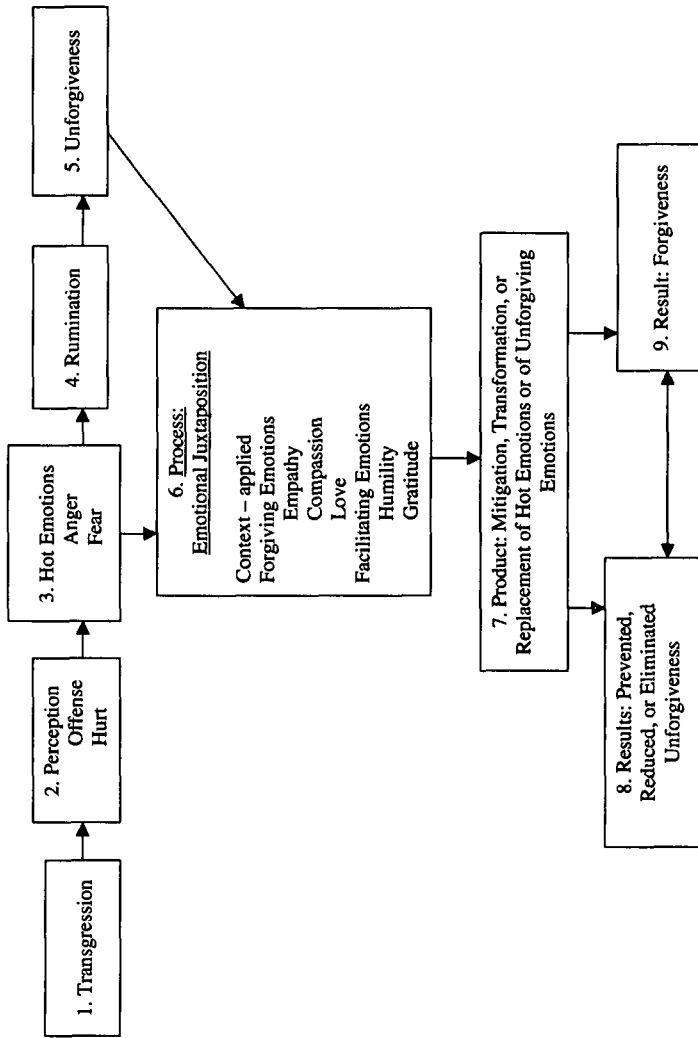 1. Transgression
2. Perception
Offense
Hurt
3. Hot Emotions
Anger
Fear
4. Rumination
5. Unforgiveness
6. Process:
Emotional Juxtaposition
Context – applied
Forgiving Emotions
Empathy
Compassion
Love
Facilitating Emotions
Humility
Gratitude
7. Product: Mitigation, Transformation, or
Replacement of Hot Emotions or of Unforgiving
Emotions
8. Results: Prevented,
Reduced, or Eliminated
Unforgiveness
9. Result: Forgiveness